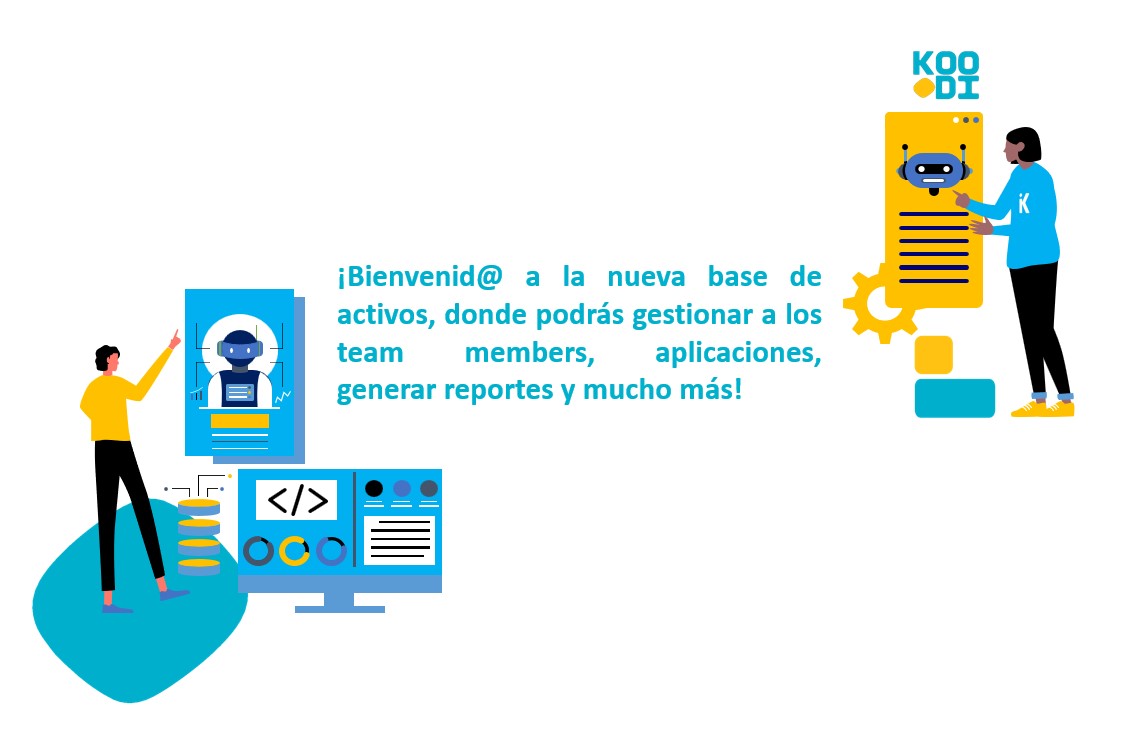 KOO
DI
K
¡Bienvenid@ a la nueva base de
activos, donde podrás gestionar a los
team members, aplicaciones,
generar reportes y mucho más!
</>